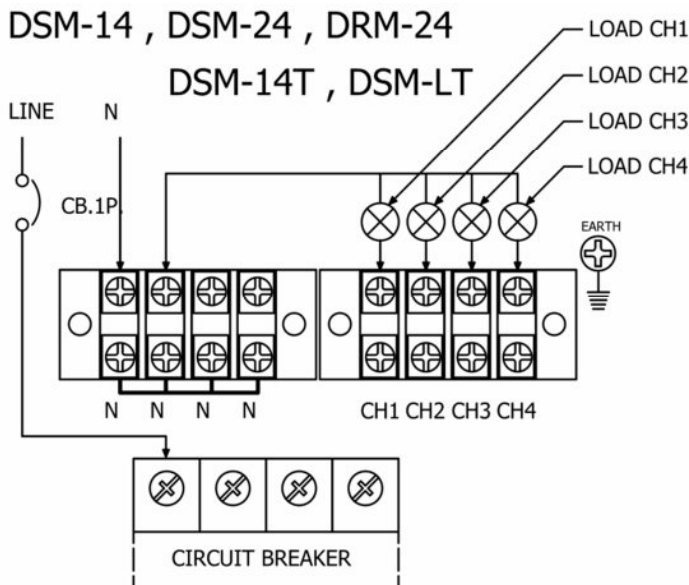 DSM-14 , DSM-24 , DRM-24
DSM-14T , DSM-LT
LOAD CH1
LOAD CH2
LOAD CH3
LOAD CH4
LINE
N
CB.1P.
EARTH
N N N N
CH1 CH2 CH3 CH4
CIRCUIT BREAKER